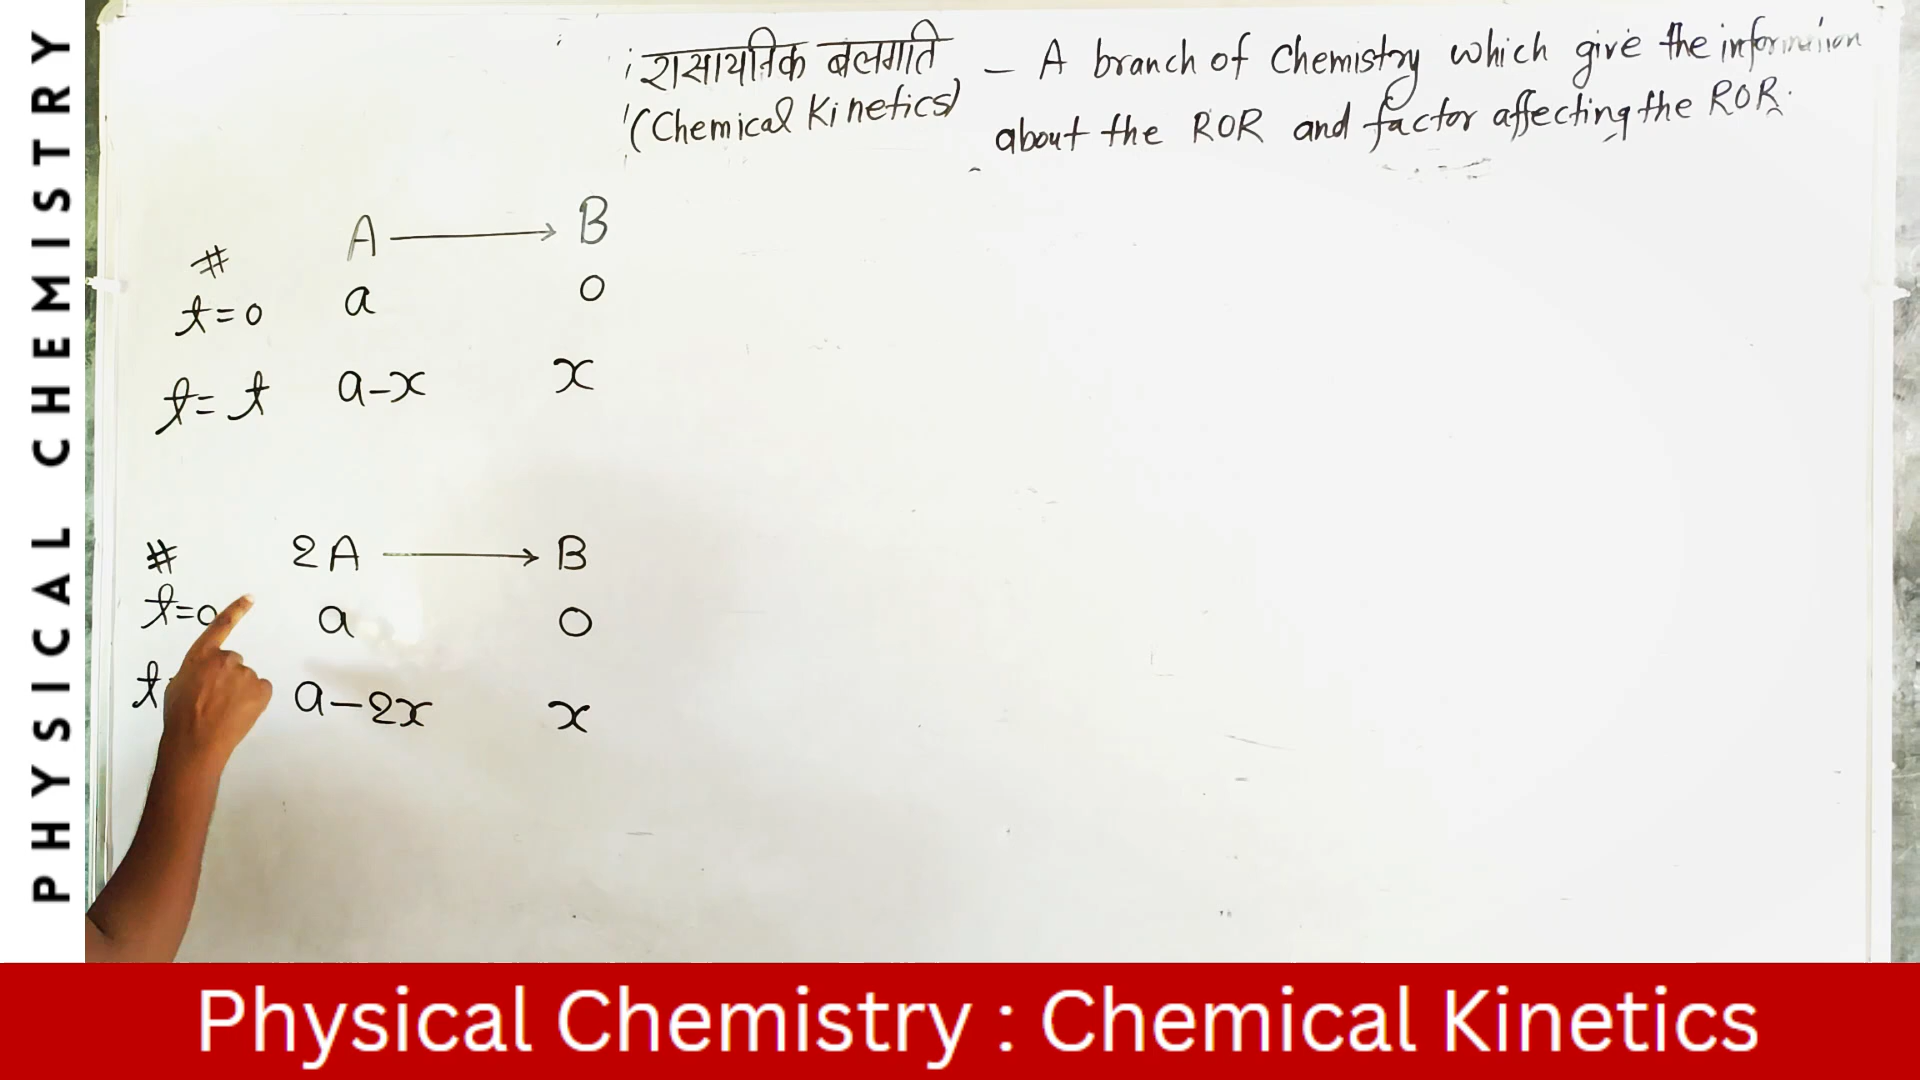 PHYSICAL CHEMISTRY
रासायनिक बलगति - A branch of Chemistry which give the information
(Chemical Kinetics) about the ROR and factor affecting the ROR.
A ⟶ B
#
t=0 a 0
t= t a-x x
# 2A ⟶ B
t=0 a 0
t a-2x x
Physical Chemistry : Chemical Kinetics